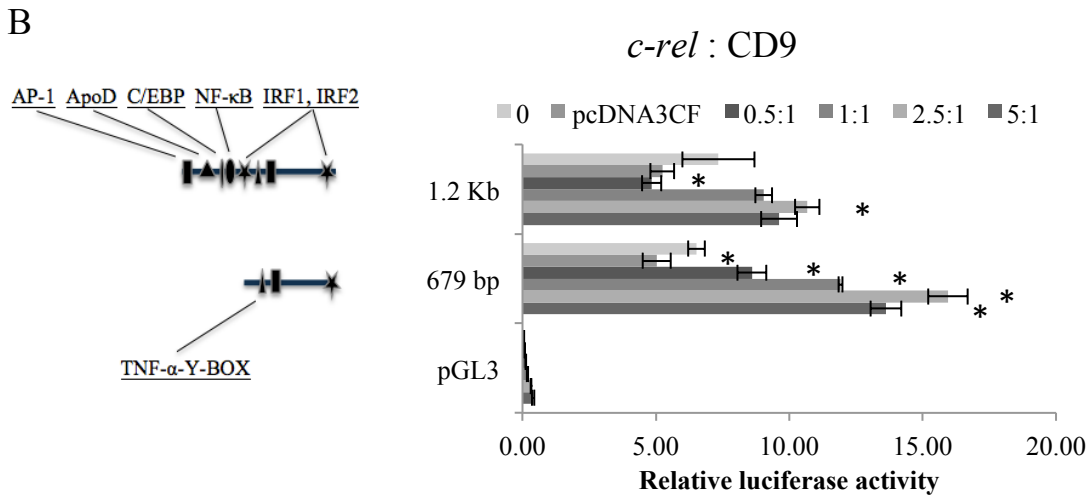 B
c-rel : CD9
AP-1 ApoD C/EBP NF-κB IRF1, IRF2
TNF-α-Y-BOX
0 pcDNA3CF 0.5:1 1:1 2.5:1 5:1
1.2 Kb
*
*
679 bp
*
*
*
*
*
pGL3
0.00 5.00 10.00 15.00 20.00
Relative luciferase activity